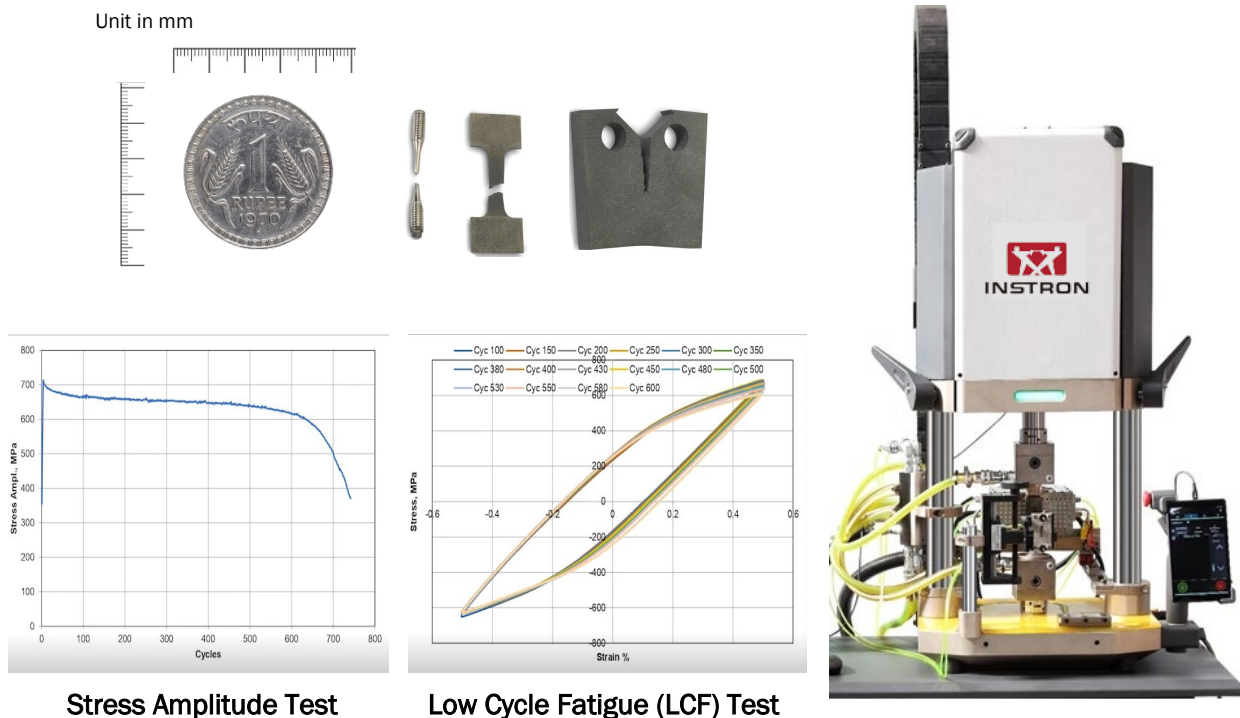 Unit in mm
रुपया
1
RUPEE
1970
INSTRON
800
700
600
500
400
300
200
100
0
0 100 200 300 400 500 600 700 800
Stress Ampl., MPa
Cycles
Cyc 100 Cyc 150 Cyc 200 Cyc 250 Cyc 300 Cyc 350
Cyc 380 Cyc 400 Cyc 430 Cyc 450 Cyc 480 Cyc 500
Cyc 530 Cyc 550 Cyc 580 Cyc 600
800
600
400
200
0
-200
-400
-600
-800
-0.6 -0.4 -0.2 0 0.2 0.4 0.6
Stress, MPa
Strain %
Stress Amplitude Test
Low Cycle Fatigue (LCF) Test